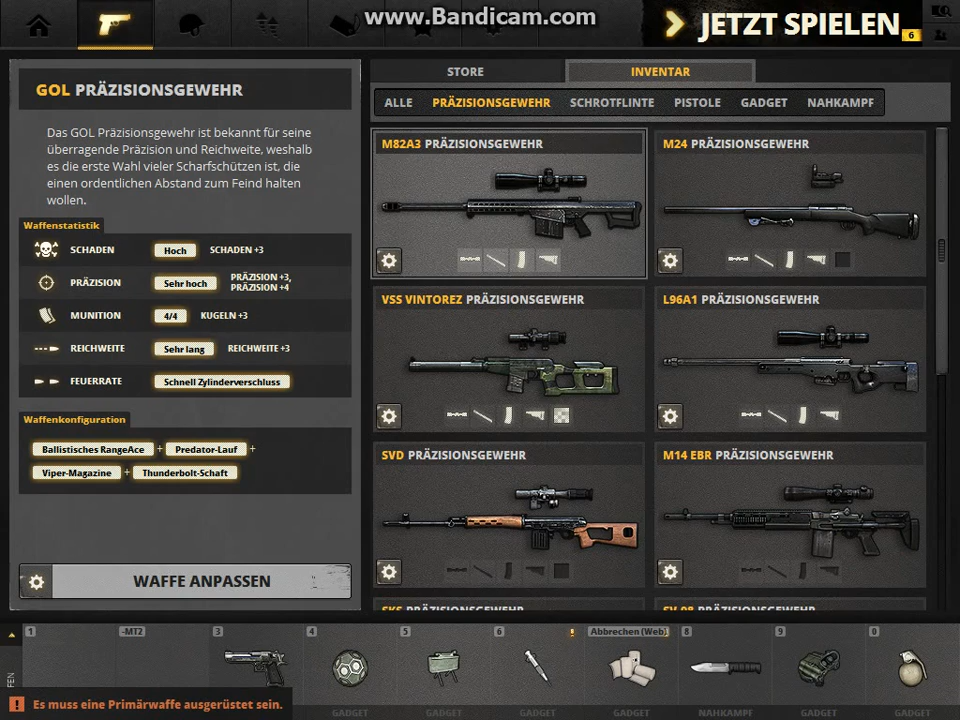 www.Bandicam.com
JETZT SPIELEN
6
GOL PRÄZISIONSGEWEHR
Das GOL Präzisionsgewehr ist bekannt für seine
überragende Präzision und Reichweite, weshalb
es die erste Wahl vieler Scharfschützen ist, die
einen ordentlichen Abstand zum Feind halten
wollen.
Waffenstatistik
SCHADEN Hoch SCHADEN +3
PRÄZISION Sehr hoch PRÄZISION +3,
PRÄZISION +4
MUNITION 4/4 KUGELN +3
REICHWEITE Sehr lang REICHWEITE +3
FEUERRATE Schnell Zylinderverschluss
Waffenkonfiguration
Ballistisches RangeAce + Predator-Lauf +
Viper-Magazine + Thunderbolt-Schaft
WAFFE ANPASSEN
STORE INVENTAR
ALLE PRÄZISIONSGEWEHR SCHROTFLINTE PISTOLE GADGET NAHKAMPF
M82A3 PRÄZISIONSGEWEHR
M24 PRÄZISIONSGEWEHR
VSS VINTOREZ PRÄZISIONSGEWEHR
L96A1 PRÄZISIONSGEWEHR
SVD PRÄZISIONSGEWEHR
M14 EBR PRÄZISIONSGEWEHR
SKS PRÄZISIONSGEWEHR
SV-98 PRÄZISIONSGEWEHR
1 -MT2 3 4 5 6 ! Abbrechen (Web). 8 9 0
FEN
! Es muss eine Primärwaffe ausgerüstet sein.
GADGET GADGET GADGET GADGET NAHKAMPF GADGET GADGET